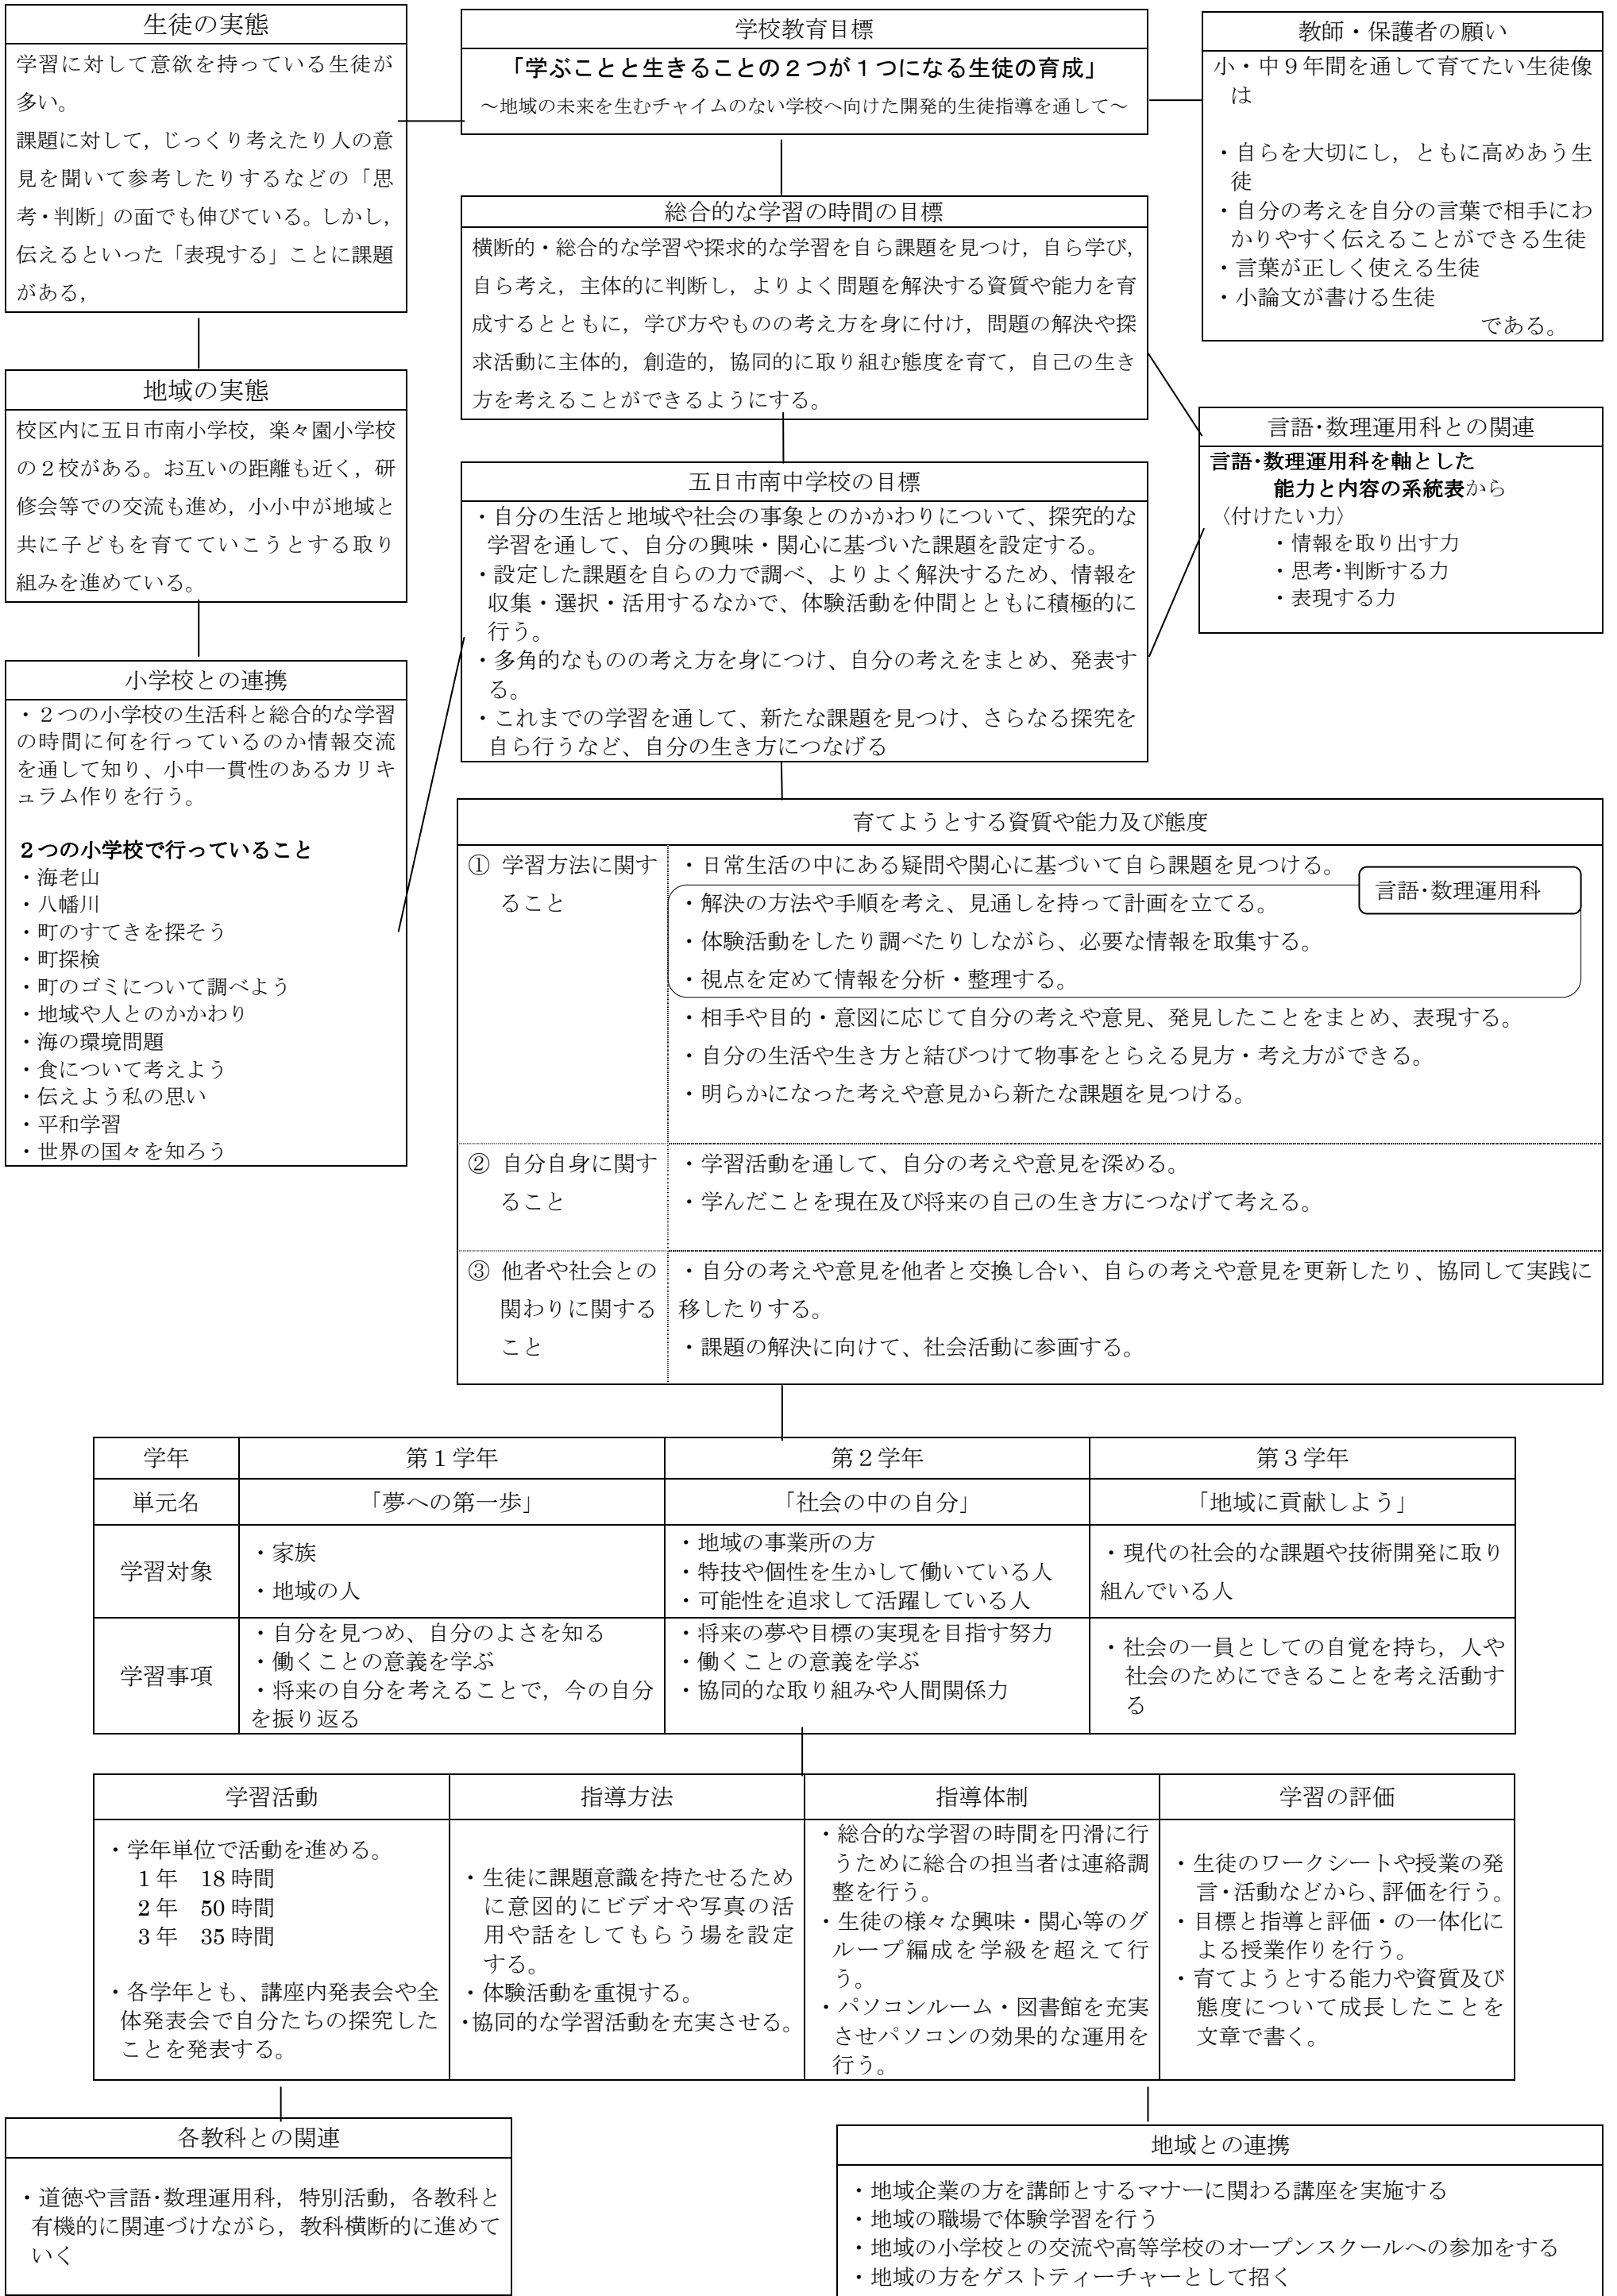 生徒の実態
学習に対して意欲を持っている生徒が
多い。
課題に対して，じっくり考えたり人の意
見を聞いて参考したりするなどの「思
考・判断」の面でも伸びている。しかし，
伝えるといった「表現する」ことに課題
がある，
学校教育目標
「学ぶことと生きることの２つが１つになる生徒の育成」
～地域の未来を生むチャイムのない学校へ向けた開発的生徒指導を通して～
教師・保護者の願い
小・中９年間を通して育てたい生徒像
は
・自らを大切にし，ともに高めあう生
徒
・自分の考えを自分の言葉で相手にわ
かりやすく伝えることができる生徒
・言葉が正しく使える生徒
・小論文が書ける生徒
である。
総合的な学習の時間の目標
横断的・総合的な学習や探求的な学習を自ら課題を見つけ，自ら学び，
自ら考え，主体的に判断し，よりよく問題を解決する資質や能力を育
成するとともに，学び方やものの考え方を身に付け，問題の解決や探
求活動に主体的，創造的，協同的に取り組む態度を育て，自己の生き
方を考えることができるようにする。
地域の実態
校区内に五日市南小学校，楽々園小学校
の２校がある。お互いの距離も近く，研
修会等での交流も進め，小小中が地域と
共に子どもを育てていこうとする取り
組みを進めている。
言語・数理運用科との関連
言語・数理運用科を軸とした
能力と内容の系統表から
〈付けたい力〉
・情報を取り出す力
・思考・判断する力
・表現する力
五日市南中学校の目標
・自分の生活と地域や社会の事象とのかかわりについて、探究的な
学習を通して、自分の興味・関心に基づいた課題を設定する。
・設定した課題を自らの力で調べ、よりよく解決するため、情報を
収集・選択・活用するなかで、体験活動を仲間とともに積極的に
行う。
・多角的なものの考え方を身につけ、自分の考えをまとめ、発表す
る。
・これまでの学習を通して、新たな課題を見つけ、さらなる探究を
自ら行うなど、自分の生き方につなげる
小学校との連携
・２つの小学校の生活科と総合的な学習
の時間に何を行っているのか情報交流
を通して知り、小中一貫性のあるカリキ
ュラム作りを行う。
２つの小学校で行っていること
・海老山
・八幡川
・町のすてきを探そう
・町探検
・町のゴミについて調べよう
・地域や人とのかかわり
・海の環境問題
・食について考えよう
・伝えよう私の思い
・平和学習
・世界の国々を知ろう
育てようとする資質や能力及び態度
① 学習方法に関す
ること
・日常生活の中にある疑問や関心に基づいて自ら課題を見つける。
言語・数理運用科
・解決の方法や手順を考え、見通しを持って計画を立てる。
・体験活動をしたり調べたりしながら、必要な情報を取集する。
・視点を定めて情報を分析・整理する。
・相手や目的・意図に応じて自分の考えや意見、発見したことをまとめ、表現する。
・自分の生活や生き方と結びつけて物事をとらえる見方・考え方ができる。
・明らかになった考えや意見から新たな課題を見つける。
② 自分自身に関す
ること
・学習活動を通して、自分の考えや意見を深める。
・学んだことを現在及び将来の自己の生き方につなげて考える。
③ 他者や社会との
関わりに関する
こと
・自分の考えや意見を他者と交換し合い、自らの考えや意見を更新したり、協同して実践に
移したりする。
・課題の解決に向けて、社会活動に参画する。
学年
第１学年
第２学年
第３学年
単元名
「夢への第一歩」
「社会の中の自分」
「地域に貢献しよう」
学習対象
・家族
・地域の人
・地域の事業所の方
・特技や個性を生かして働いている人
・可能性を追求して活躍している人
・現代の社会的な課題や技術開発に取り
組んでいる人
学習事項
・自分を見つめ、自分のよさを知る
・働くことの意義を学ぶ
・将来の自分を考えることで，今の自分
を振り返る
・将来の夢や目標の実現を目指す努力
・働くことの意義を学ぶ
・協同的な取り組みや人間関係力
・社会の一員としての自覚を持ち，人や
社会のためにできることを考え活動す
る
学習活動
・学年単位で活動を進める。
1 年　18 時間
2 年　50 時間
3 年　35 時間
・各学年とも、講座内発表会や全
体発表会で自分たちの探究した
ことを発表する。
指導方法
・生徒に課題意識を持たせるため
に意図的にビデオや写真の活
用や話をしてもらう場を設定
する。
・体験活動を重視する。
・協同的な学習活動を充実させる。
指導体制
・総合的な学習の時間を円滑に行
うために総合の担当者は連絡調
整を行う。
・生徒の様々な興味・関心等のグ
ループ編成を学級を超えて行
う。
・パソコンルーム・図書館を充実
させパソコンの効果的な運用を
行う。
学習の評価
・生徒のワークシートや授業の発
言・活動などから、評価を行う。
・目標と指導と評価・の一体化に
よる授業作りを行う。
・育てようとする能力や資質及び
態度について成長したことを
文章で書く。
各教科との関連
・道徳や言語・数理運用科，特別活動，各教科と
有機的に関連づけながら，教科横断的に進めて
いく
地域との連携
・地域企業の方を講師とするマナーに関わる講座を実施する
・地域の職場で体験学習を行う
・地域の小学校との交流や高等学校のオープンスクールへの参加をする
・地域の方をゲストティーチャーとして招く